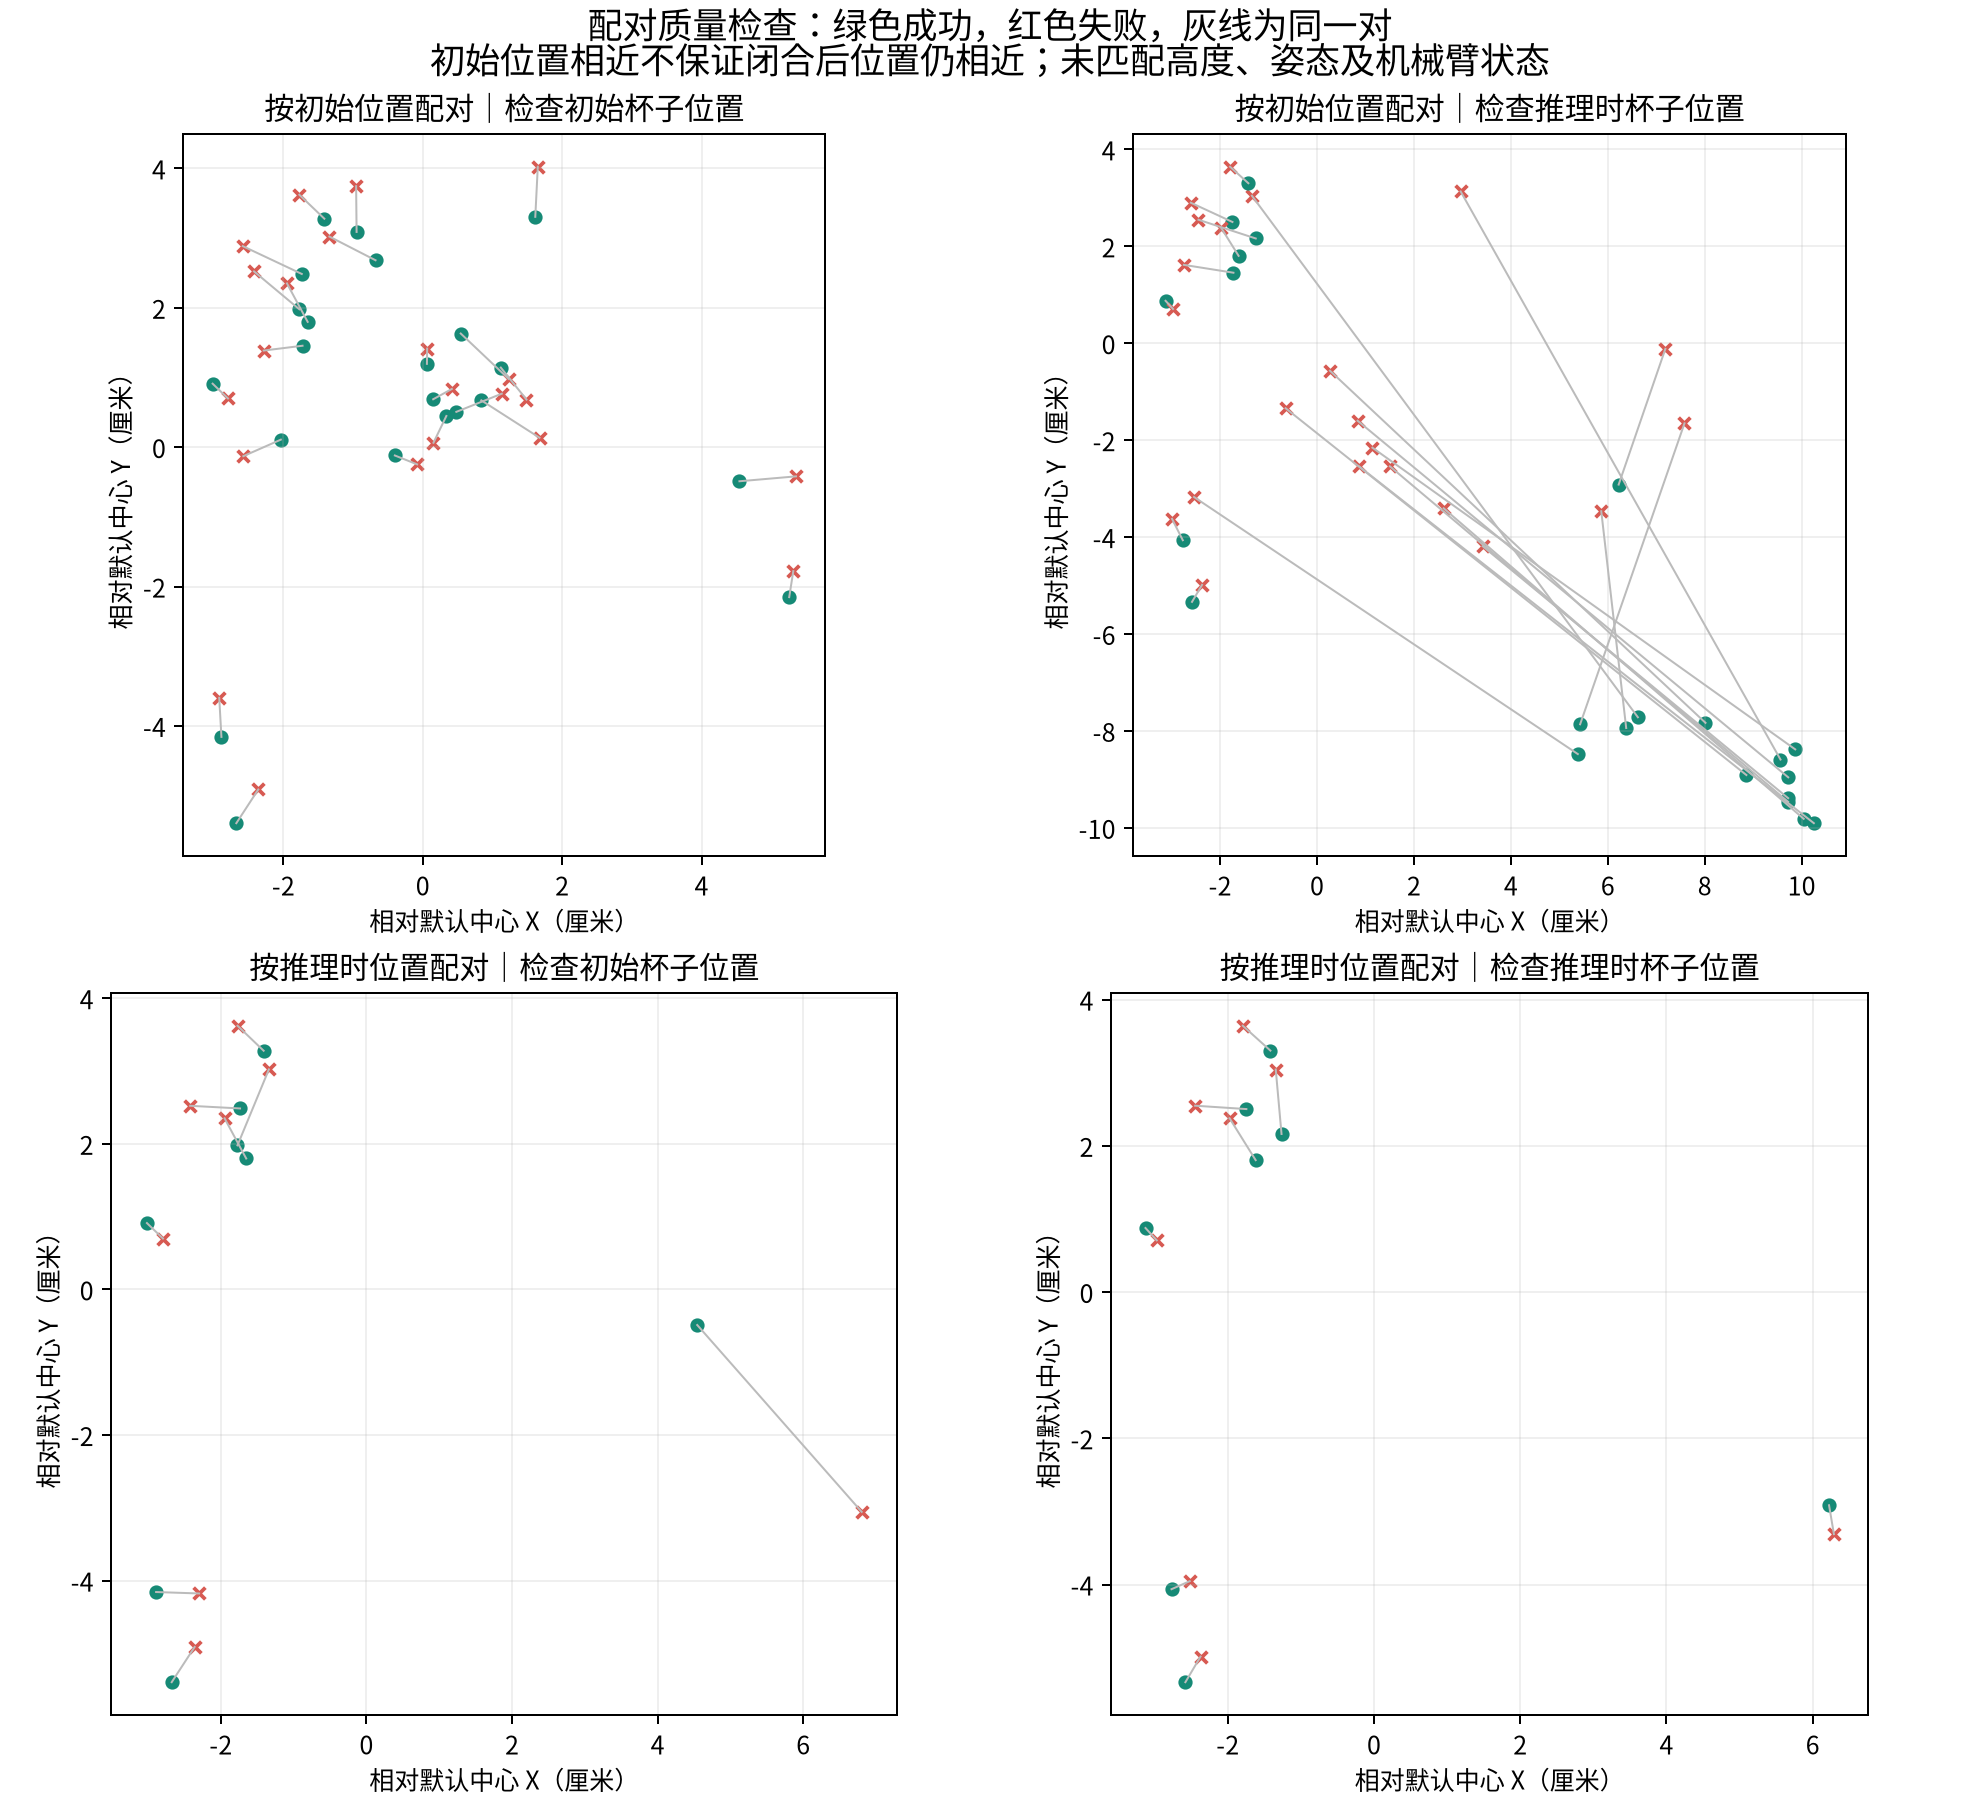 配对质量检查：绿色成功，红色失败，灰线为同一对
初始位置相近不保证闭合后位置仍相近；未匹配高度、姿态及机械臂状态
按初始位置配对｜检查初始杯子位置
4
2
0
-2
-4
相对默认中心 Y（厘米）
-2 0 2 4
相对默认中心 X（厘米）
按初始位置配对｜检查推理时杯子位置
4
2
0
-2
-4
-6
-8
-10
相对默认中心 Y（厘米）
-2 0 2 4 6 8 10
相对默认中心 X（厘米）
按推理时位置配对｜检查初始杯子位置
4
2
0
-2
-4
相对默认中心 Y（厘米）
-2 0 2 4 6
相对默认中心 X（厘米）
按推理时位置配对｜检查推理时杯子位置
4
2
0
-2
-4
相对默认中心 Y（厘米）
-2 0 2 4 6
相对默认中心 X（厘米）